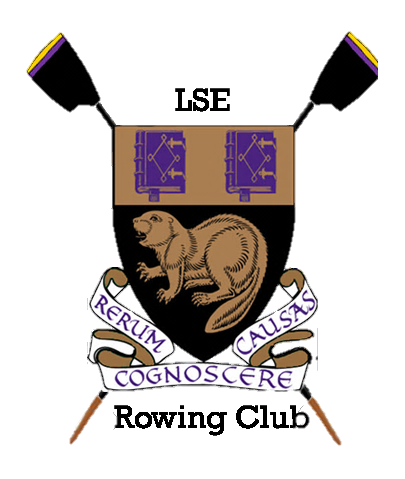 LSE
RERUM
COGNOSCERE
CAUSAS
Rowing Club